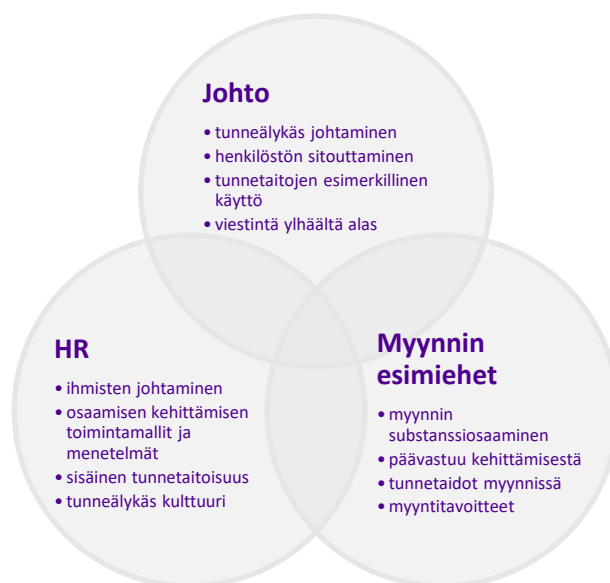 Johto
• tunneälykäs johtaminen
• henkilöstön sitouttaminen
• tunnetaitojen esimerkillinen
käyttö
• viestintä ylhäältä alas
HR
• ihmisten johtaminen
• osaamisen kehittämisen
toimintamallit ja
menetelmät
• sisäinen tunnetaitoisuus
• tunneälykäs kulttuuri
Myynnin
esimiehet
• myynnin
substanssiosaaminen
• päävastuu kehittämisestä
• tunnetaidot myynnissä
• myyntitavoitteet